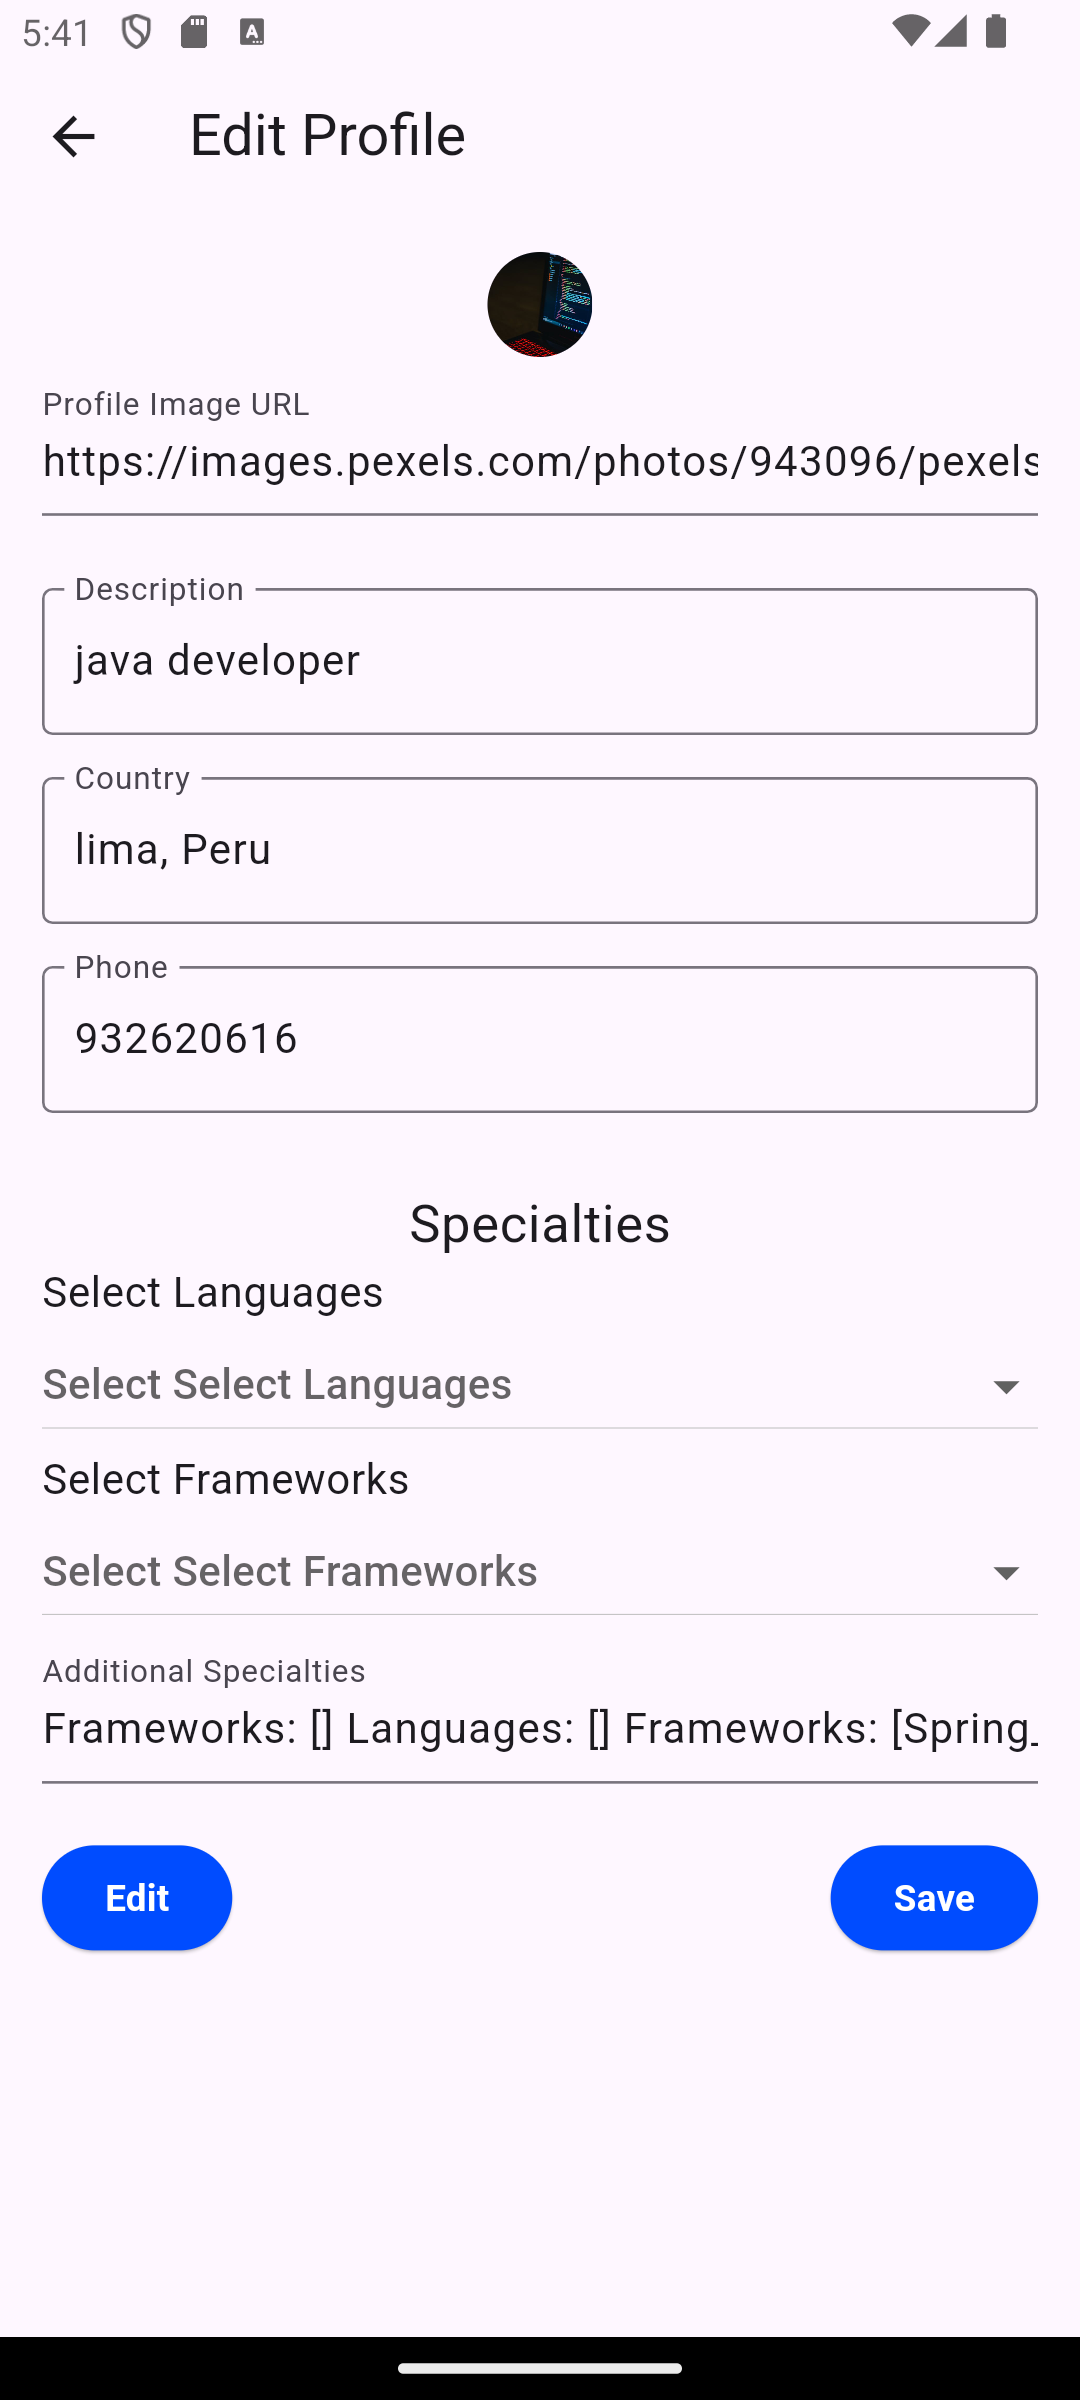 5:41
Edit Profile
Profile Image URL
https://images.pexels.com/photos/943096/pexels
Description
java developer
Country
lima, Peru
Phone
932620616
Specialties
Select Languages
Select Select Languages
Select Frameworks
Select Select Frameworks
Additional Specialties
Frameworks: [] Languages: [] Frameworks: [Spring_
Edit
Save